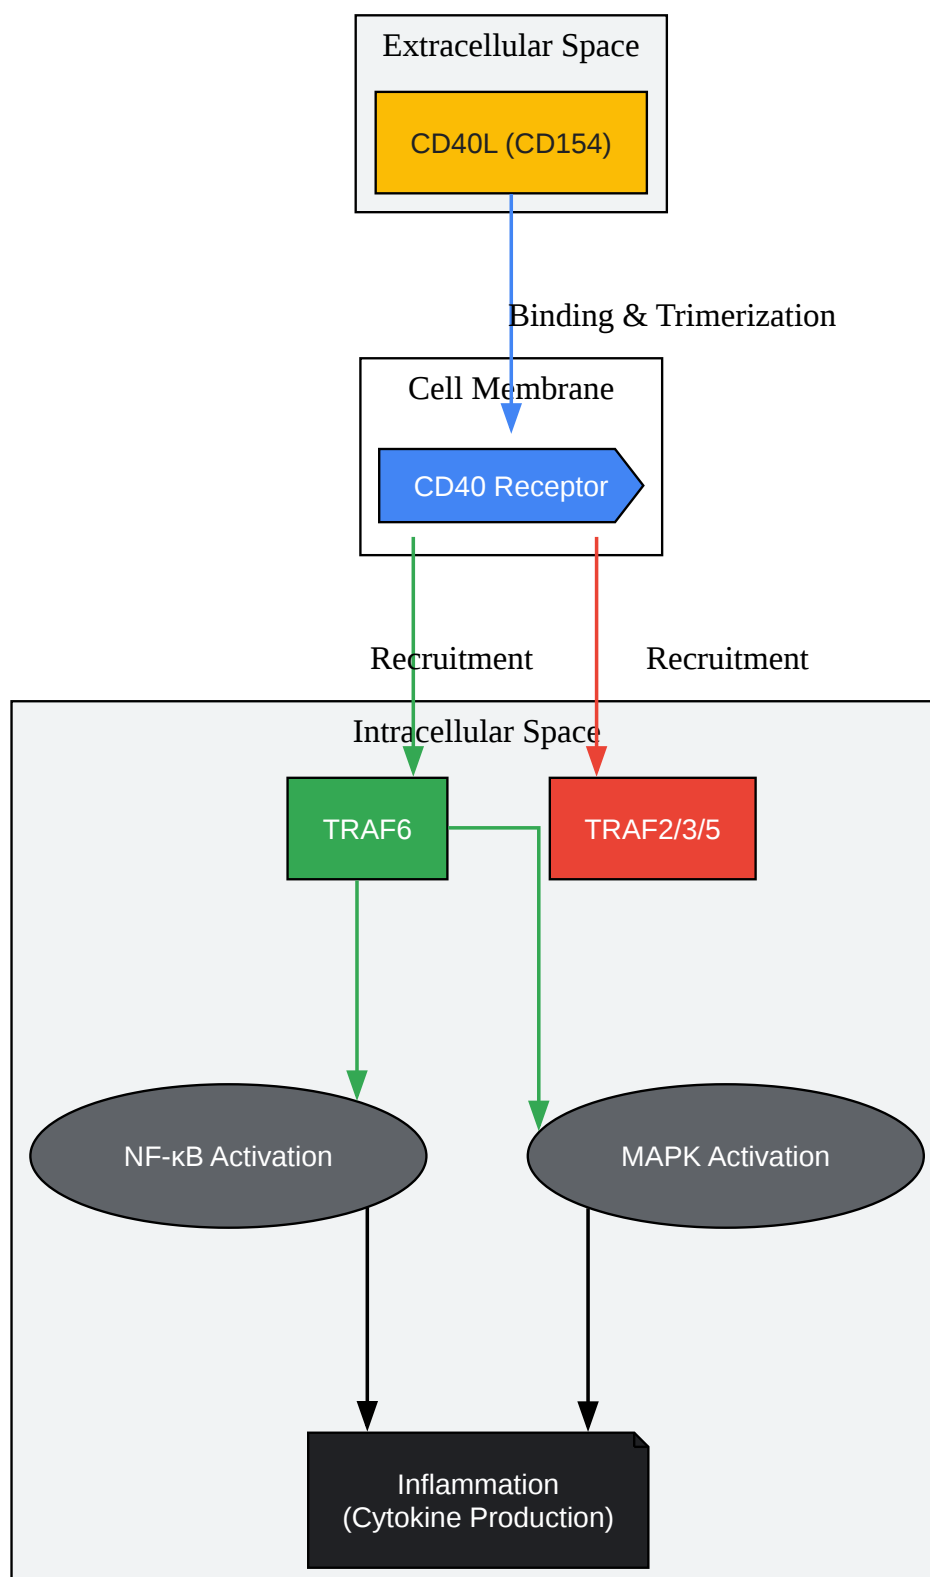 Extracellular Space
CD40L (CD154)
Binding & Trimerization
Cell Membrane
CD40 Receptor
Recruitment
Recruitment
Intracellular Space
TRAF6
TRAF2/3/5
NF-κB Activation
MAPK Activation
Inflammation
(Cytokine Production)